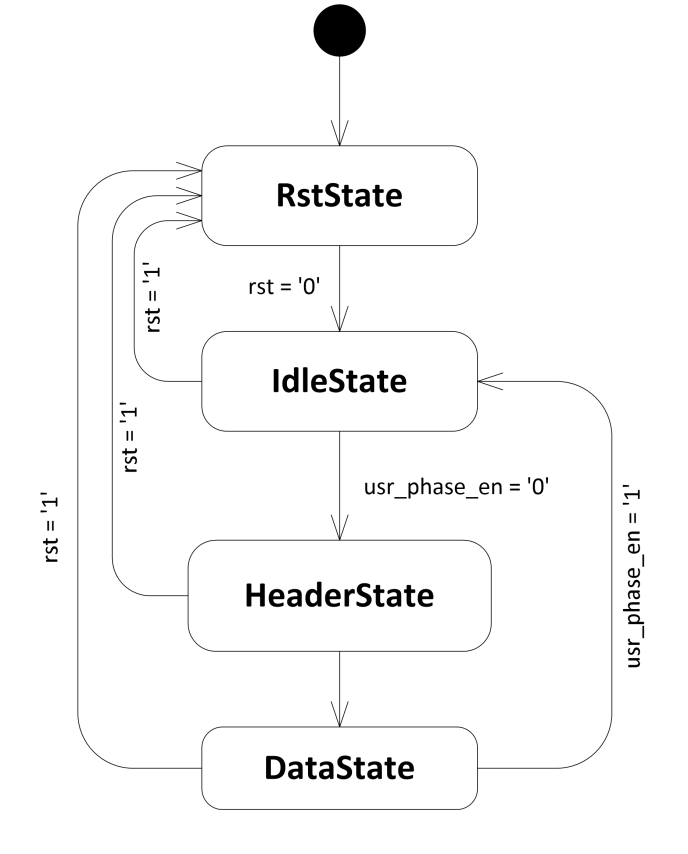 RstState
rst = '1'
rst = '0'
IdleState
rst = '1'
usr_phase_en = '0'
rst = '1'
usr_phase_en = '1'
HeaderState
DataState